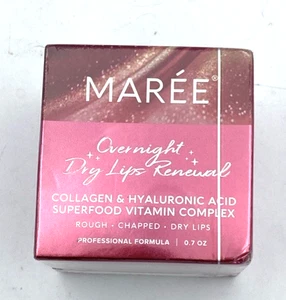 MARÉE®
Overnight
Dry Lips Renewal
COLLAGEN & HYALURONIC ACID
SUPERFOOD VITAMIN COMPLEX
ROUGH · CHAPPED · DRY LIPS
PROFESSIONAL FORMULA | 0.7 OZ